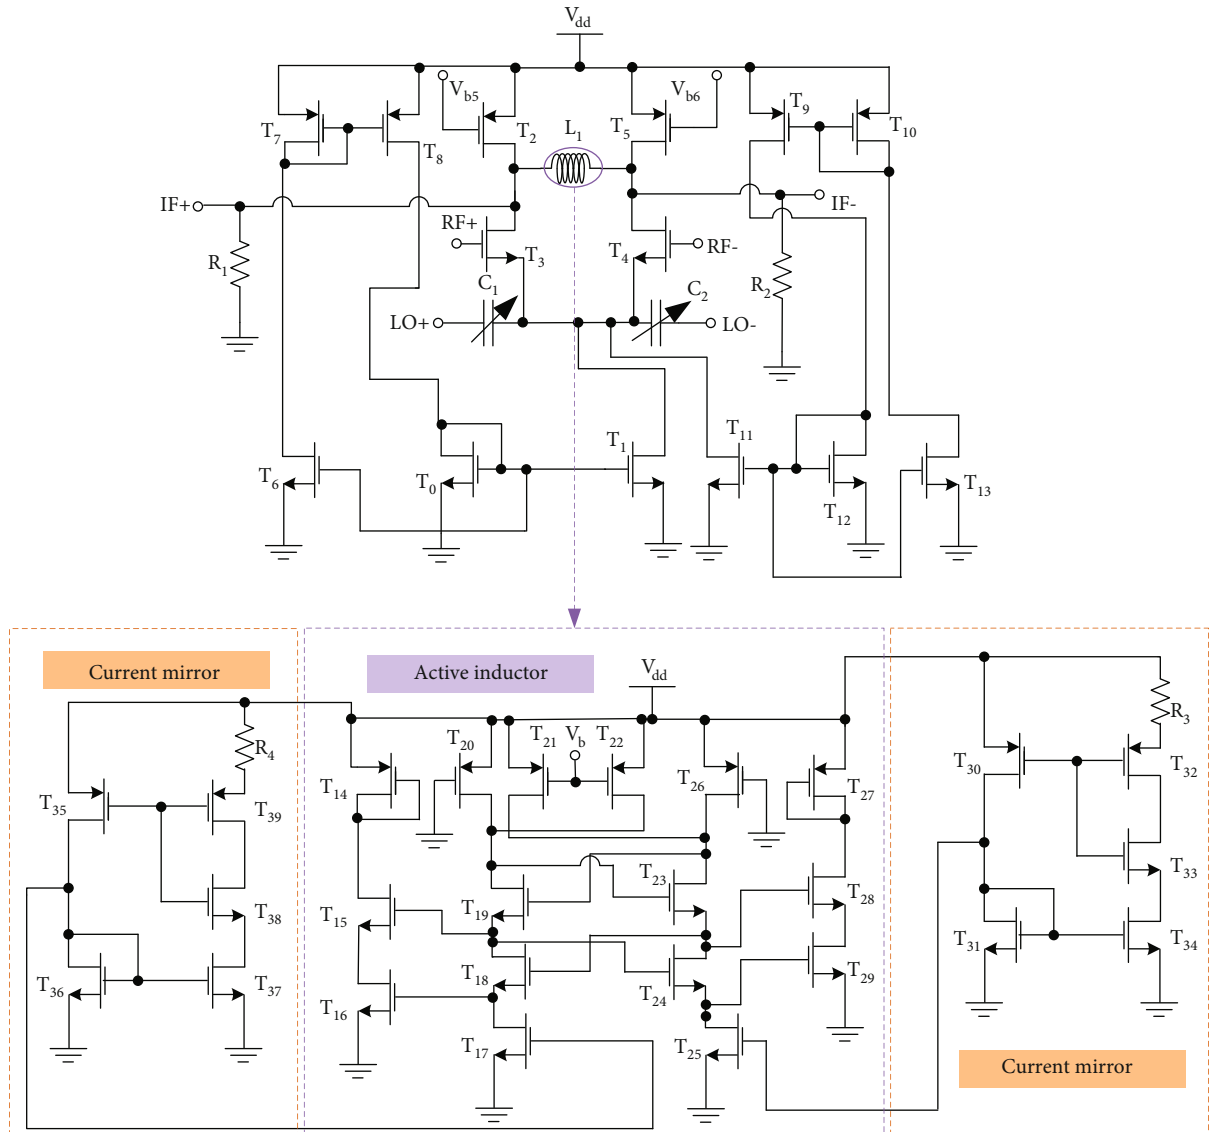 Vdd
T7
T8
Vb5
T2
L1
T5
Vb6
T9
T10
IF+
IF-
R1
RF+
T3
T4
RF-
R2
C1
C2
LO+
LO-
T6
T0
T1
T11
T12
T13
Current mirror
Active inductor
Vdd
R4
R3
T14
T20
T21
Vb
T22
T26
T27
T30
T32
T35
T39
T15
T19
T23
T28
T33
T38
T36
T37
T18
T24
T29
T31
T34
T16
T17
T25
Current mirror